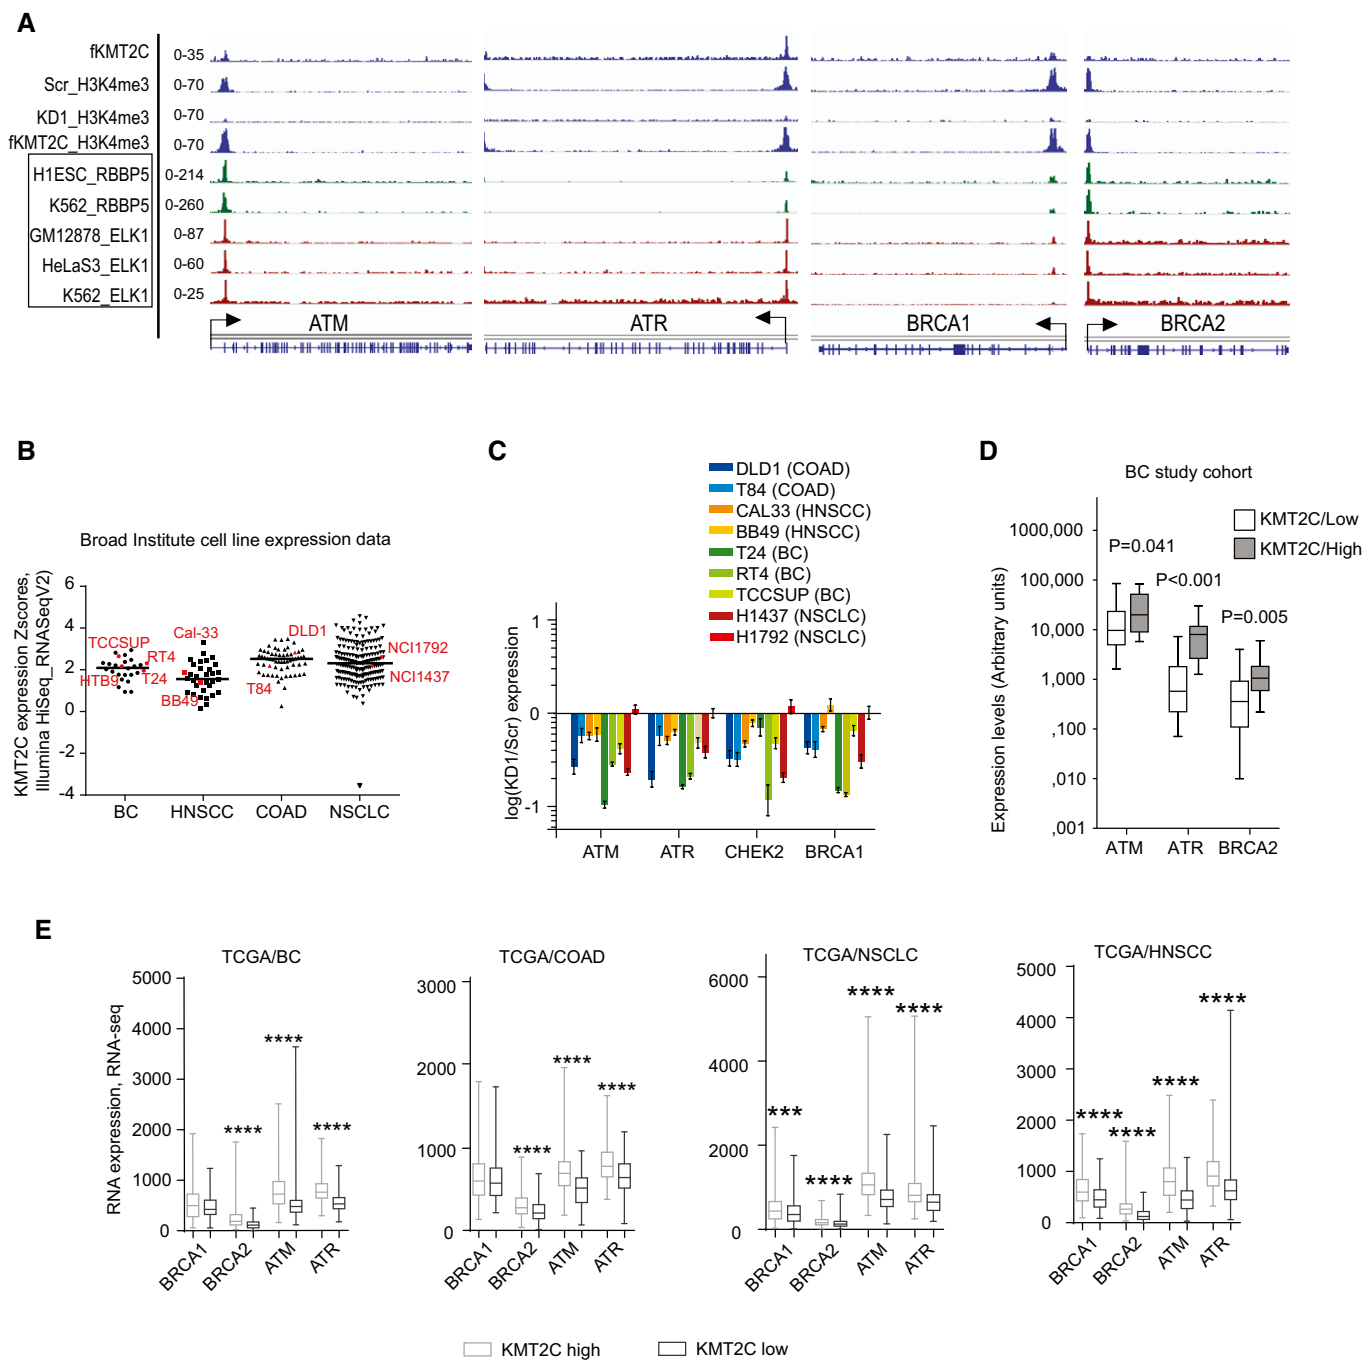 A
fKMT2C 0-35
Scr_H3K4me3 0-70
KD1_H3K4me3 0-70
fKMT2C_H3K4me3 0-70
H1ESC_RBBP5 0-214
K562_RBBP5 0-260
GM12878_ELK1 0-87
HeLaS3_ELK1 0-60
K562_ELK1 0-25
ATM ATR BRCA1 BRCA2
B
Broad Institute cell line expression data
KMT2C expression Zscores,
Illumina HiSeq_RNASeqV2)
6
4
2
0
-2
-4
TCCSUP
RT4
HTB9
T24
Cal-33
BB49
DLD1
T84
NCI1792
NCI1437
BC HNSCC COAD NSCLC
C
DLD1 (COAD)
T84 (COAD)
CAL33 (HNSCC)
BB49 (HNSCC)
T24 (BC)
RT4 (BC)
TCCSUP (BC)
H1437 (NSCLC)
H1792 (NSCLC)
log(KD1/Scr) expression
1
0
-1
ATM ATR CHEK2 BRCA1
D
BC study cohort
KMT2C/Low
KMT2C/High
Expression levels (Arbitrary units)
1000,000
100,000
10,000
1,000
,100
,010
,001
P=0.041
P<0.001
P=0.005
ATM ATR BRCA2
E
RNA expression, RNA-seq
TCGA/BC
5000
4000
3000
2000
1000
0
****
****
****
BRCA1 BRCA2 ATM ATR
TCGA/COAD
3000
2000
1000
0
****
****
****
BRCA1 BRCA2 ATM ATR
TCGA/NSCLC
6000
4000
2000
0
***
****
****
****
BRCA1 BRCA2 ATM ATR
TCGA/HNSCC
5000
4000
3000
2000
1000
0
****
****
****
****
BRCA1 BRCA2 ATM ATR
KMT2C high KMT2C low